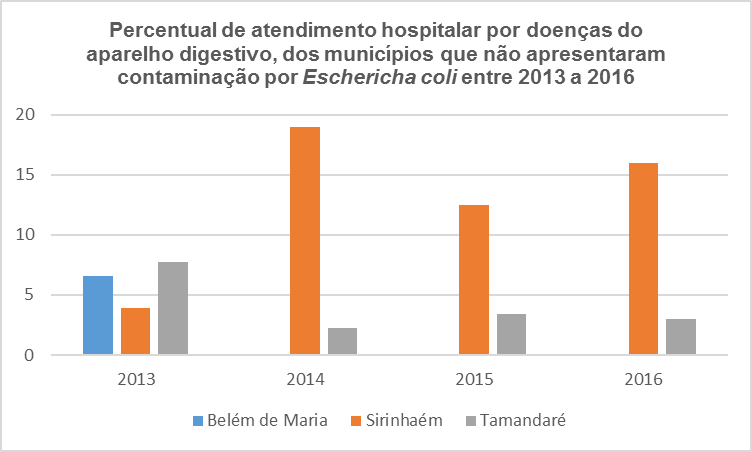 Percentual de atendimento hospitalar por doenças do
aparelho digestivo, dos municípios que não apresentaram
contaminação por Eschericha coli entre 2013 a 2016
20
15
10
5
0
2013 2014 2015 2016
Belém de Maria Sirinhaém Tamandaré